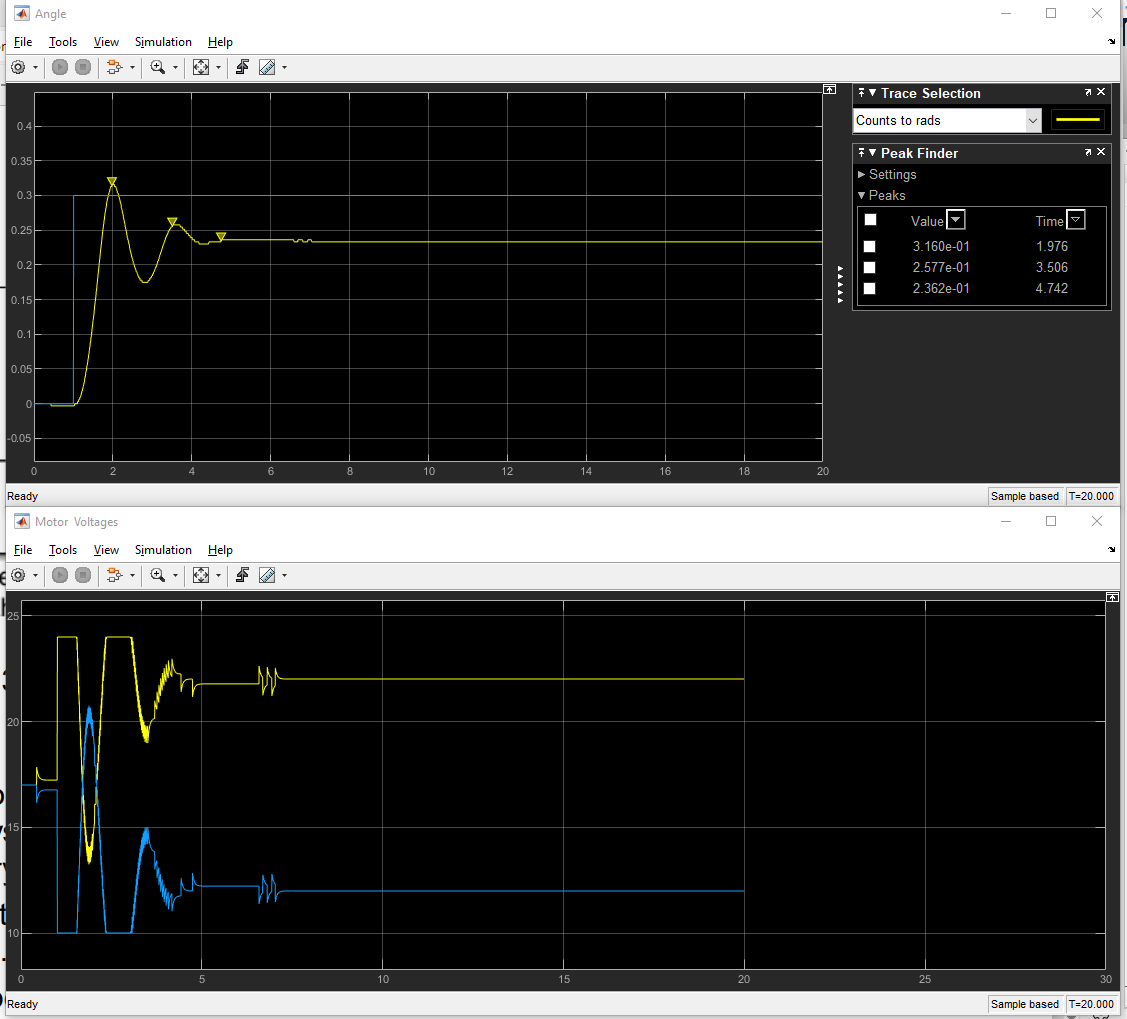 Angle
File Tools View Simulation Help
Trace Selection
Counts to rads
Peak Finder
Settings
Peaks
Value Time
3.160e-01 1.976
2.577e-01 3.506
2.362e-01 4.742
0.4
0.35
0.3
0.25
0.2
0.15
0.1
0.05
0
-0.05
0 2 4 6 8 10 12 14 16 18 20
Ready Sample based T=20.000
Motor Voltages
File Tools View Simulation Help
25
20
15
10
0 5 10 15 20 25 30
Ready Sample based T=20.000